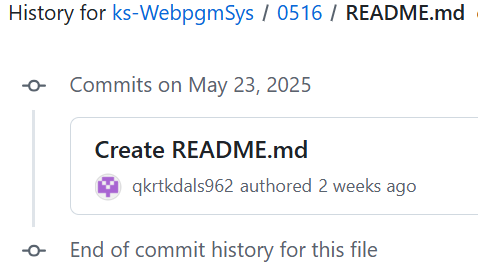 History for ks-WebpgmSys / 0516 / README.md
Commits on May 23, 2025
Create README.md
qkrtkdals962 authored 2 weeks ago
End of commit history for this file